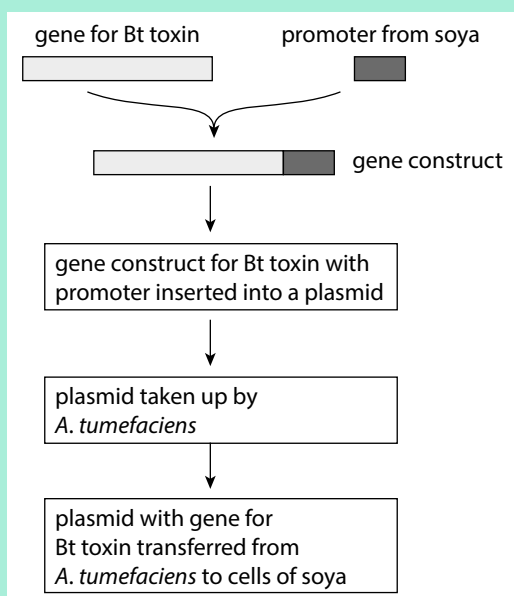 gene for Bt toxin
promoter from soya
gene construct
gene construct for Bt toxin with
promoter inserted into a plasmid
plasmid taken up by
A. tumefaciens
plasmid with gene for
Bt toxin transferred from
A. tumefaciens to cells of soya